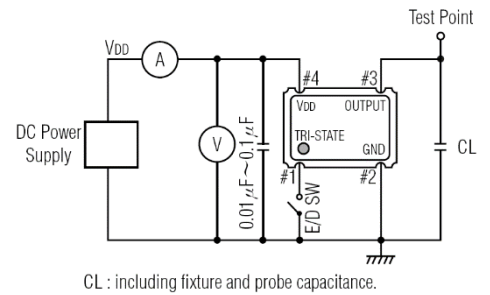 Test Point
VDD
A
#4
#3
VDD
OUTPUT
DC Power
Supply
V
0.01μF~0.1μF
TRI-STATE
GND
CL
#1
#2
E/D SW
CL : including fixture and probe capacitance.